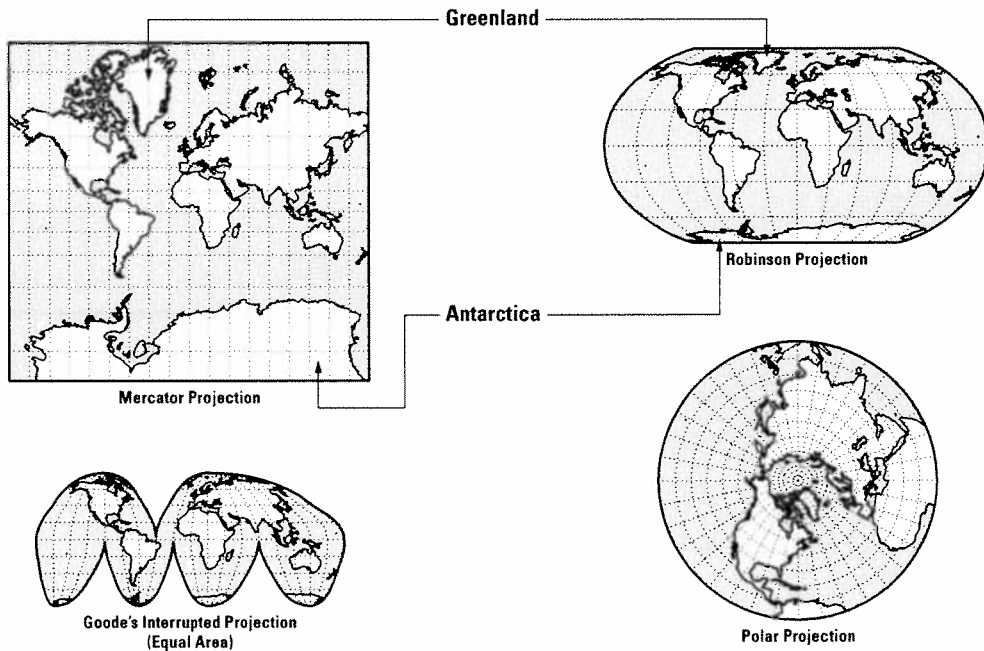 Greenland
Mercator Projection
Robinson Projection
Antarctica
Goode's Interrupted Projection
(Equal Area)
Polar Projection